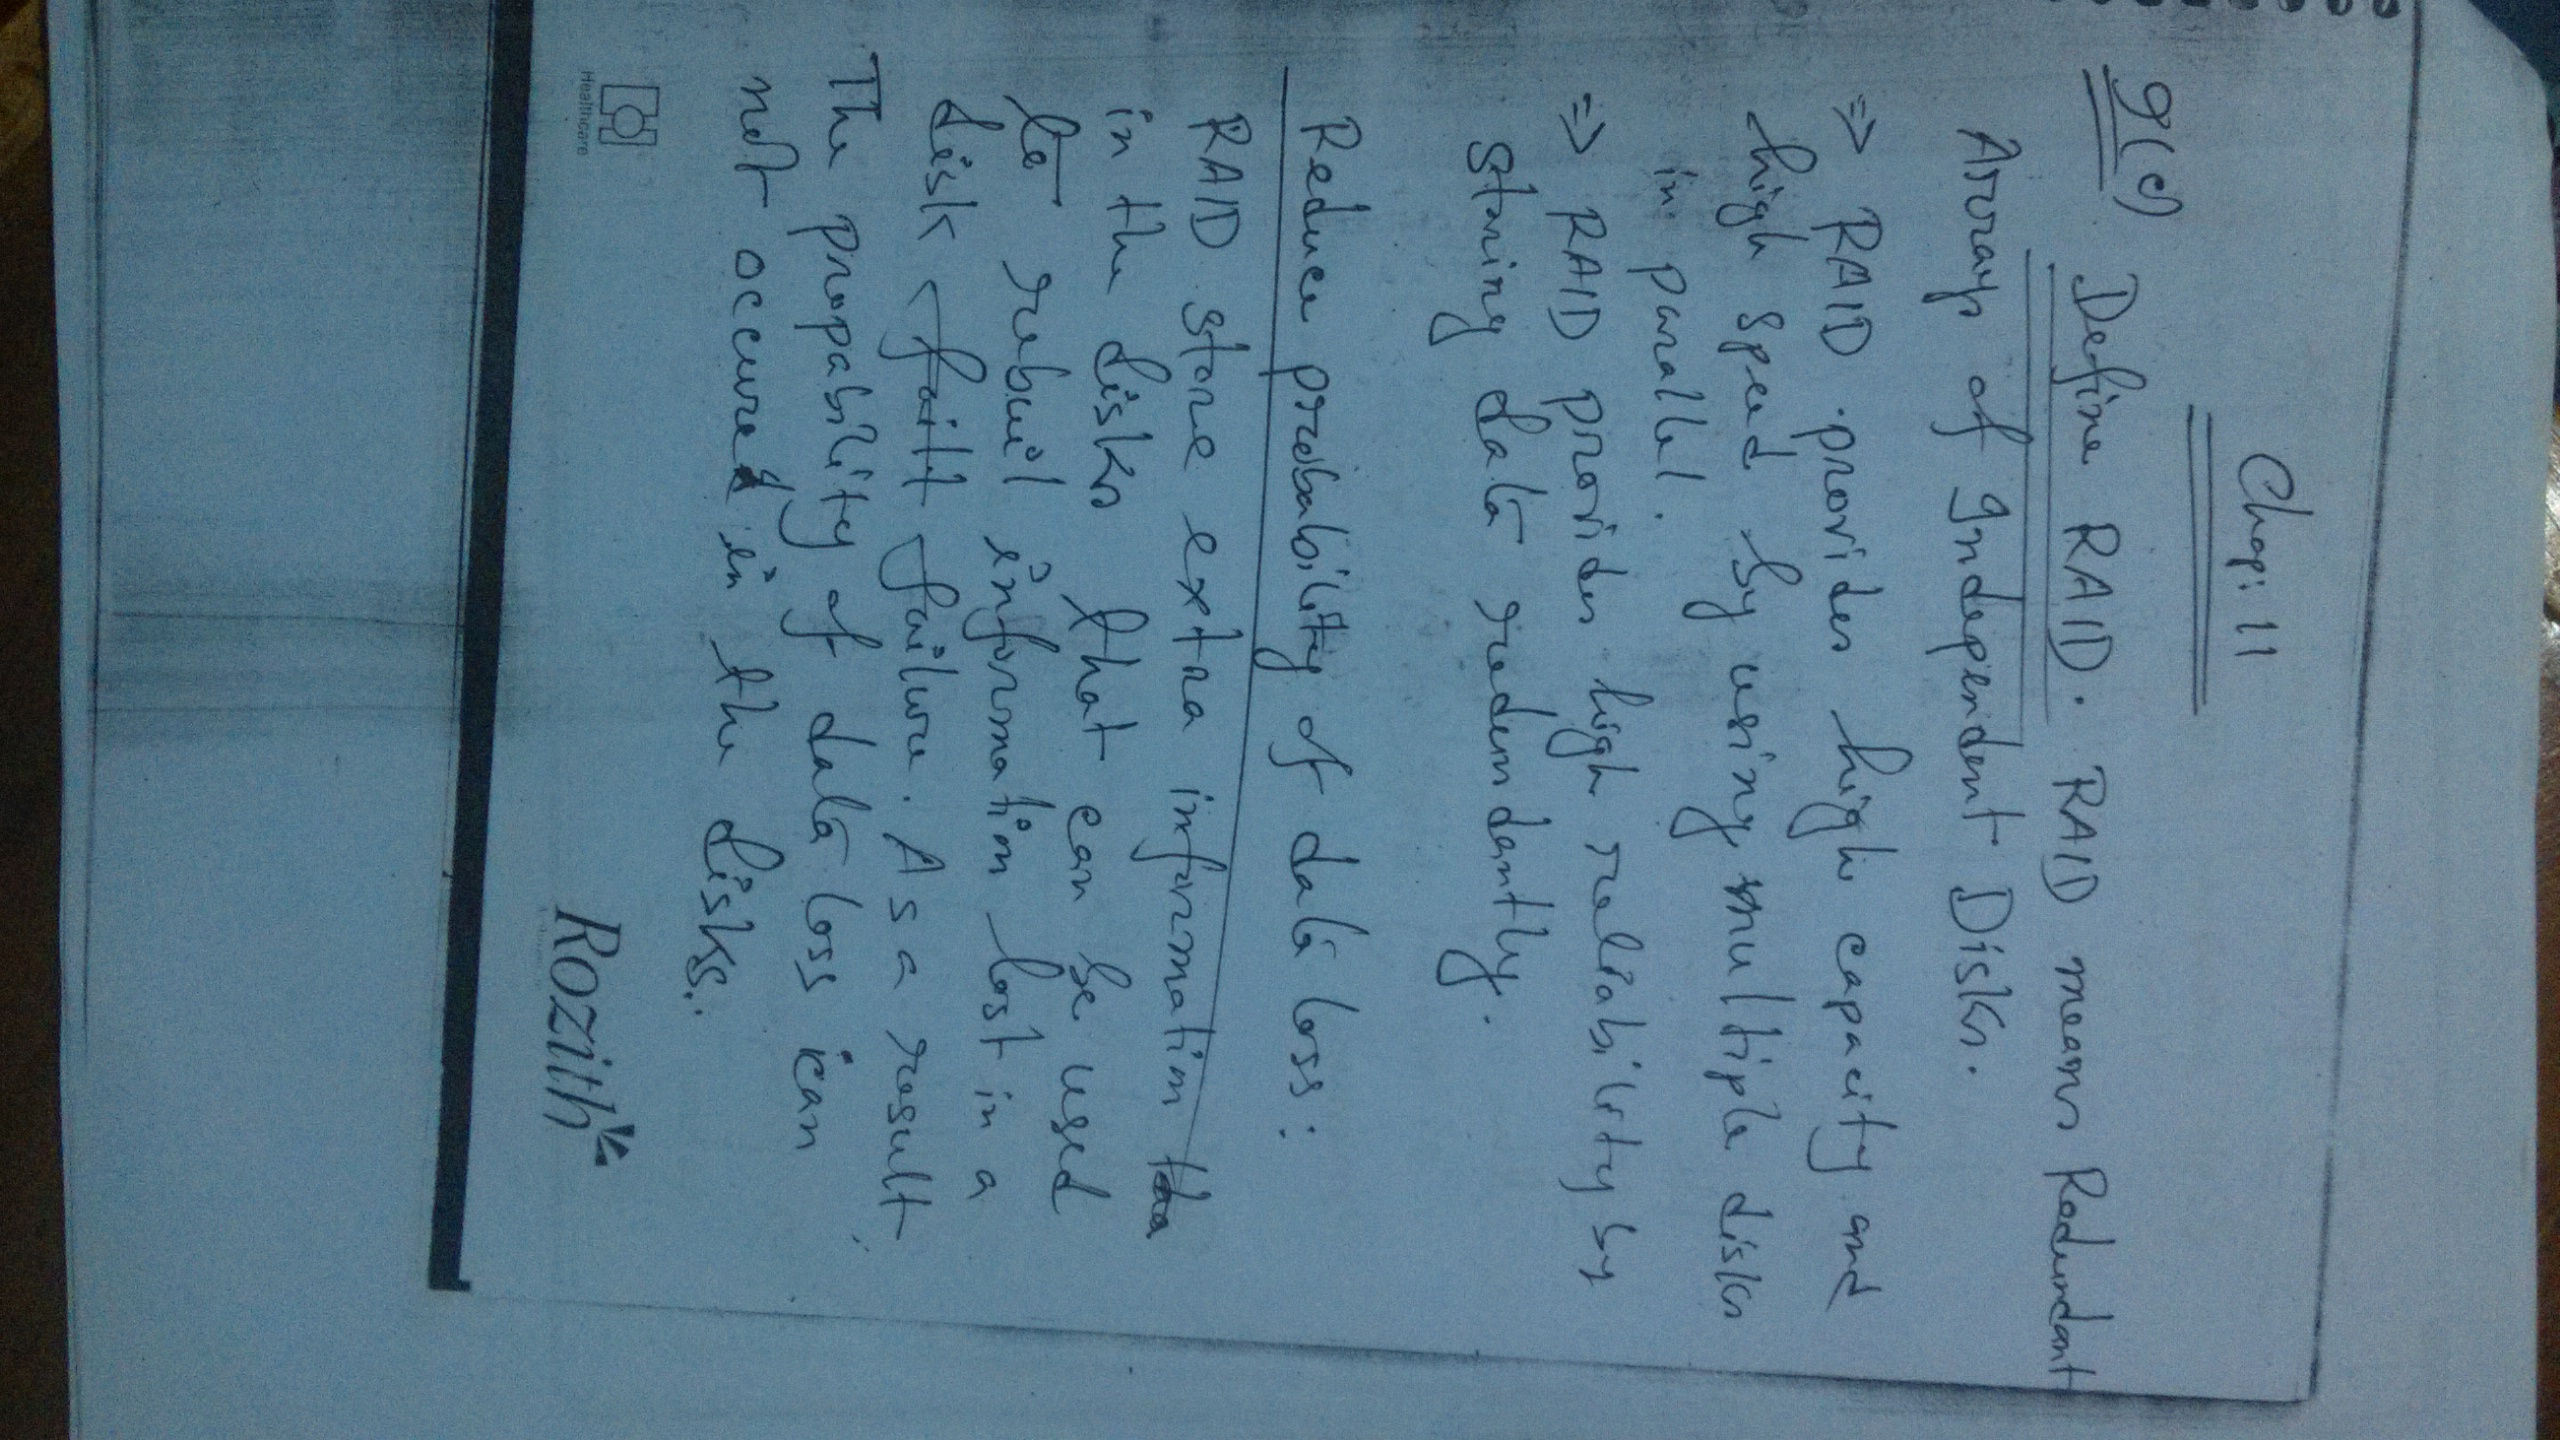 Chap: 11
9(c) Define RAID. RAID means Redundant
Arrays of Independent Disks.
=> RAID provides high capacity and
high speed by using multiple disks
in parallel.
=> RAID provides high reliability by
storing data redundantly.
Reduce probability of data loss:
RAID store extra information
in the disks that can be used
to rebuil information lost in a
disk failure. As a result
The propability of data loss can
not occured in the disks.
Healthcare
Rozith